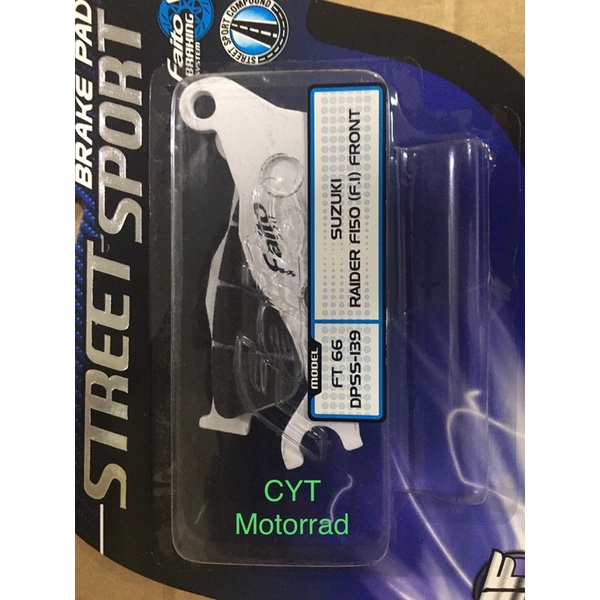 BRAKE PAD
STREET SPORT
Faito
BRAKING
SYSTEM
STREET SPORT COMPOUND
Faito
MODEL
FT 66
DPSS-139
SUZUKI
RAIDER F150 (F.I) FRONT
CYT
Motorrad